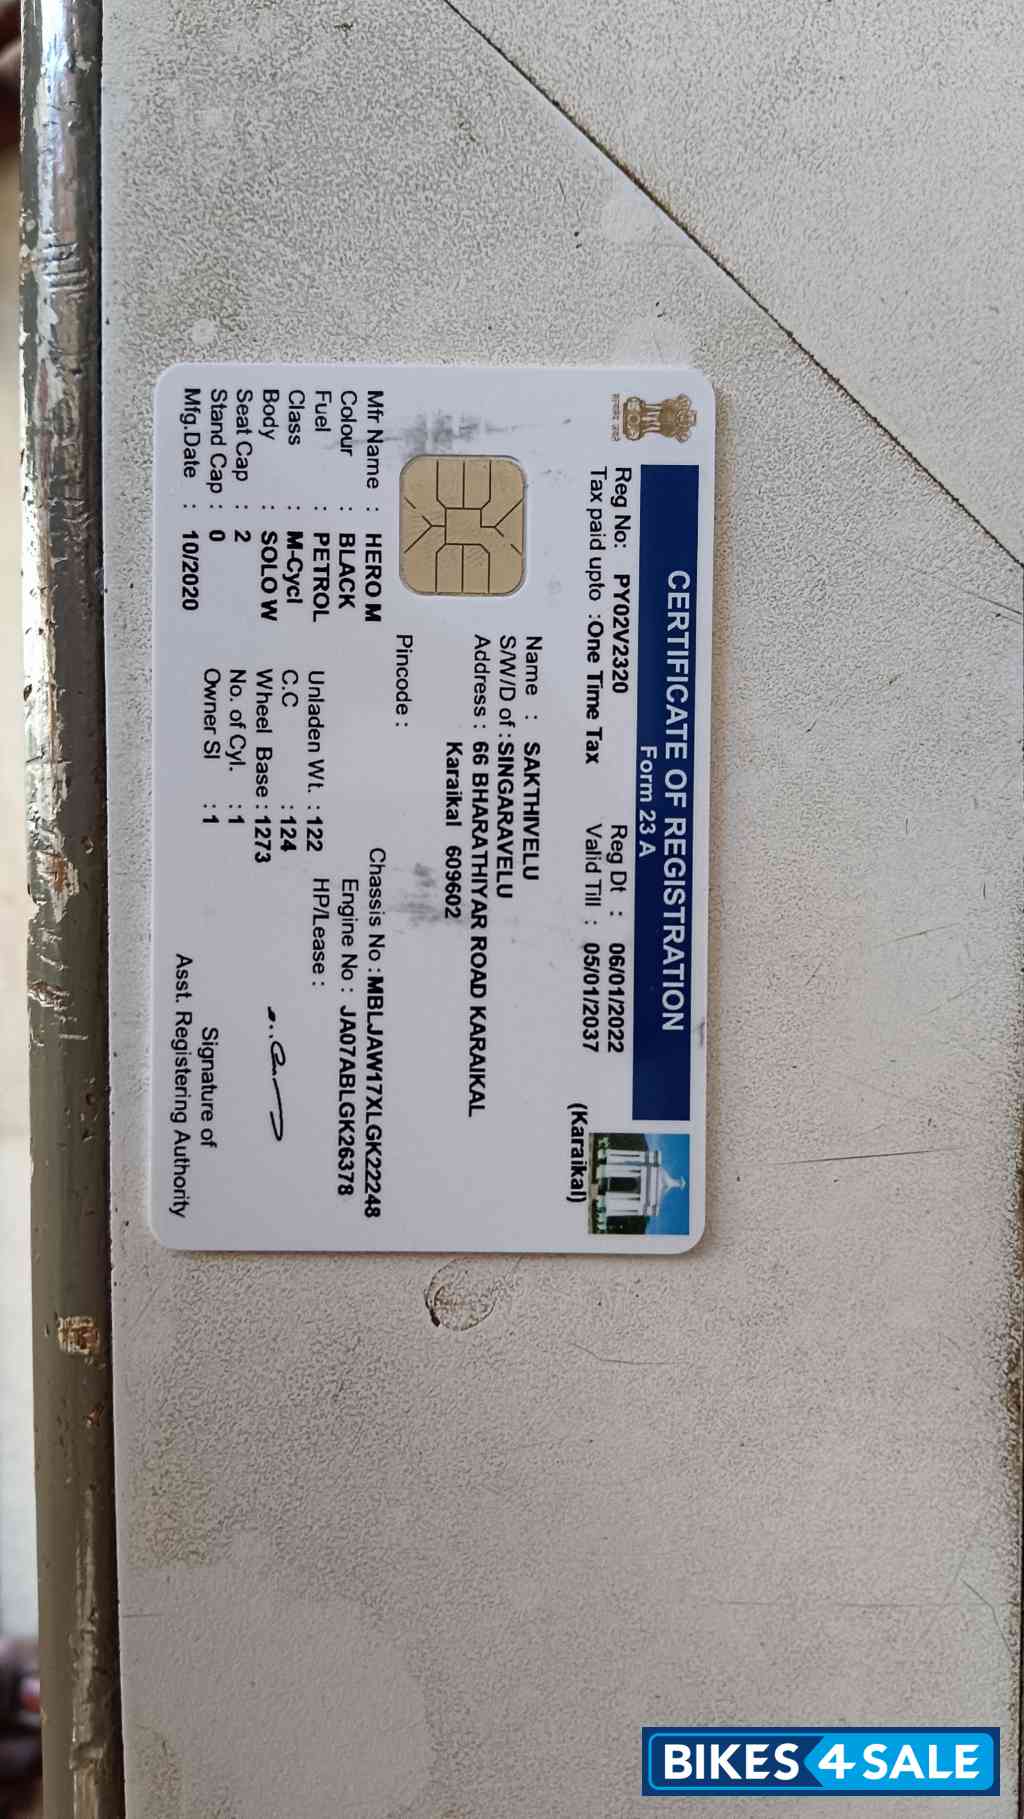 CERTIFICATE OF REGISTRATION
Form 23 A
Reg No: PY02V2320 Reg Dt : 06/01/2022
Tax paid upto :One Time Tax Valid Till : 05/01/2037
(Karaikal)
Name : SAKTHIVELU
S/W/D of :SINGARAVELU
Address : 66 BHARATHIYAR ROAD KARAIKAL
Karaikal 609602
Pincode :
Chassis No :MBLJAW17XLGK22248
Mfr Name : HERO M
Engine No : JA07ABLGK26378
Colour : BLACK
HP/Lease :
Fuel : PETROL Unladen Wt. : 122
Class : M-Cycl C.C : 124
Body : SOLO W Wheel Base : 1273
Seat Cap : 2 No. of Cyl. : 1
Stand Cap : 0 Owner Sl : 1
Mfg.Date : 10/2020
Signature of
Asst. Registering Authority
BIKES4SALE